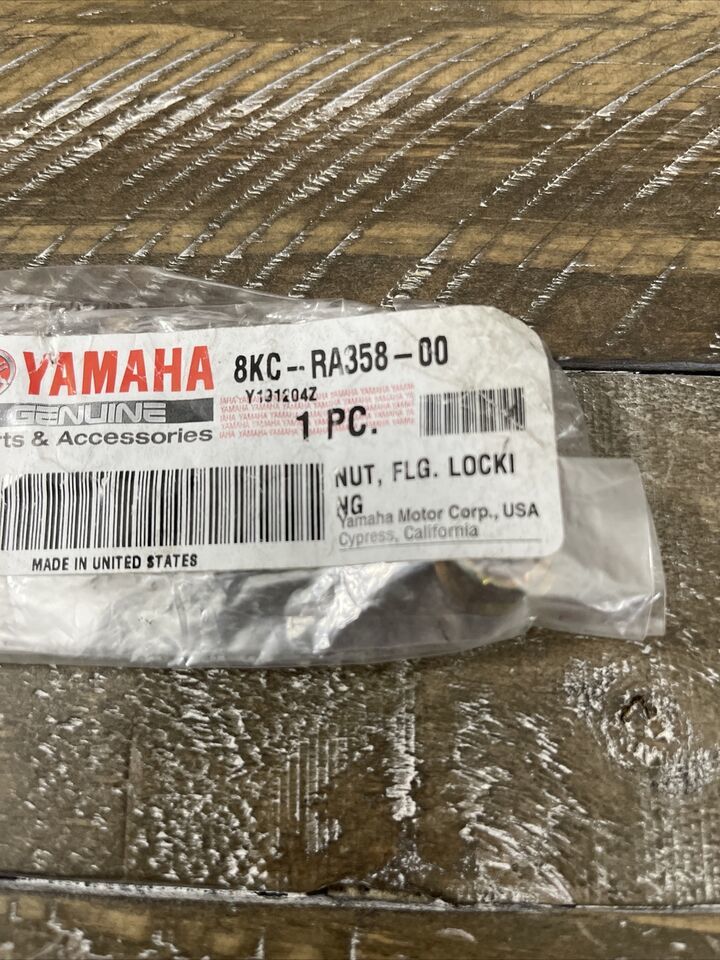 YAMAHA
GENUINE
rts & Accessories
8KC-RA358-00
Y191204Z
1 PC.
NUT, FLG. LOCKI
NG
Yamaha Motor Corp., USA
Cypress, California
MADE IN UNITED STATES